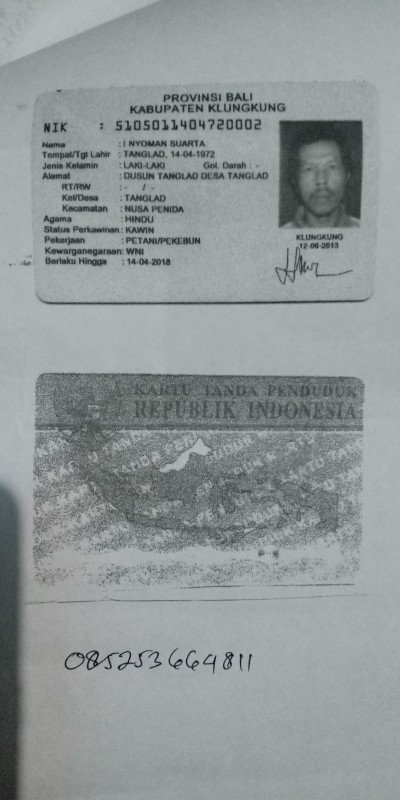 PROVINSI BALI
KABUPATEN KLUNGKUNG
NIK : 5105011404720002
Nama : I NYOMAN SUARTA
Tempat/Tgl Lahir : TANGLAD, 14-04-1972
Jenis Kelamin : LAKI-LAKI Gol. Darah : -
Alamat : DUSUN TANGLAD DESA TANGLAD
RT/RW : - / -
Kel/Desa : TANGLAD
Kecamatan : NUSA PENIDA
Agama : HINDU
Status Perkawinan: KAWIN
Pekerjaan : PETANI/PEKEBUN
Kewarganegaraan: WNI
Berlaku Hingga : 14-04-2018
KLUNGKUNG
12-06-2013
KARTU TANDA PENDUDUK
REPUBLIK INDONESIA
085253664811